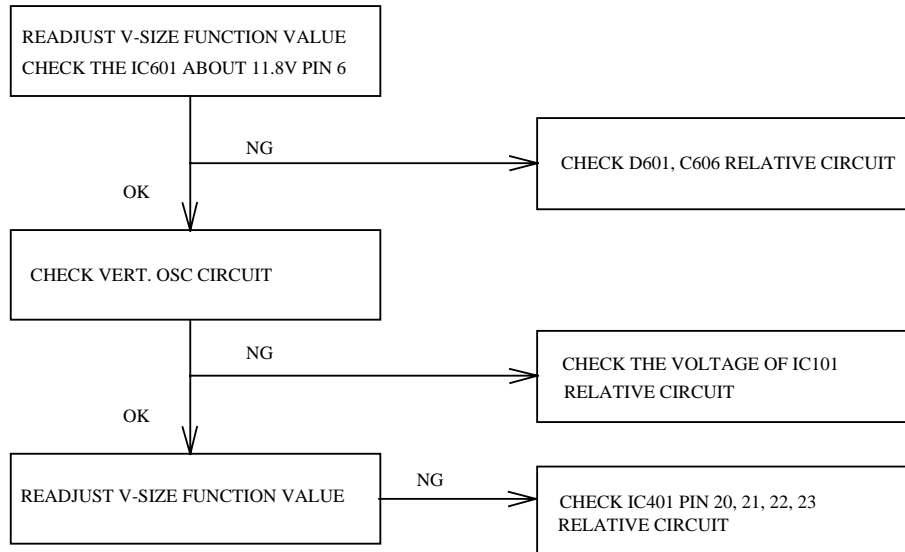 READJUST V-SIZE FUNCTION VALUE
CHECK THE IC601 ABOUT 11.8V PIN 6
NG
CHECK D601, C606 RELATIVE CIRCUIT
OK
CHECK VERT. OSC CIRCUIT
NG
CHECK THE VOLTAGE OF IC101
RELATIVE CIRCUIT
OK
READJUST V-SIZE FUNCTION VALUE
NG
CHECK IC401 PIN 20, 21, 22, 23
RELATIVE CIRCUIT